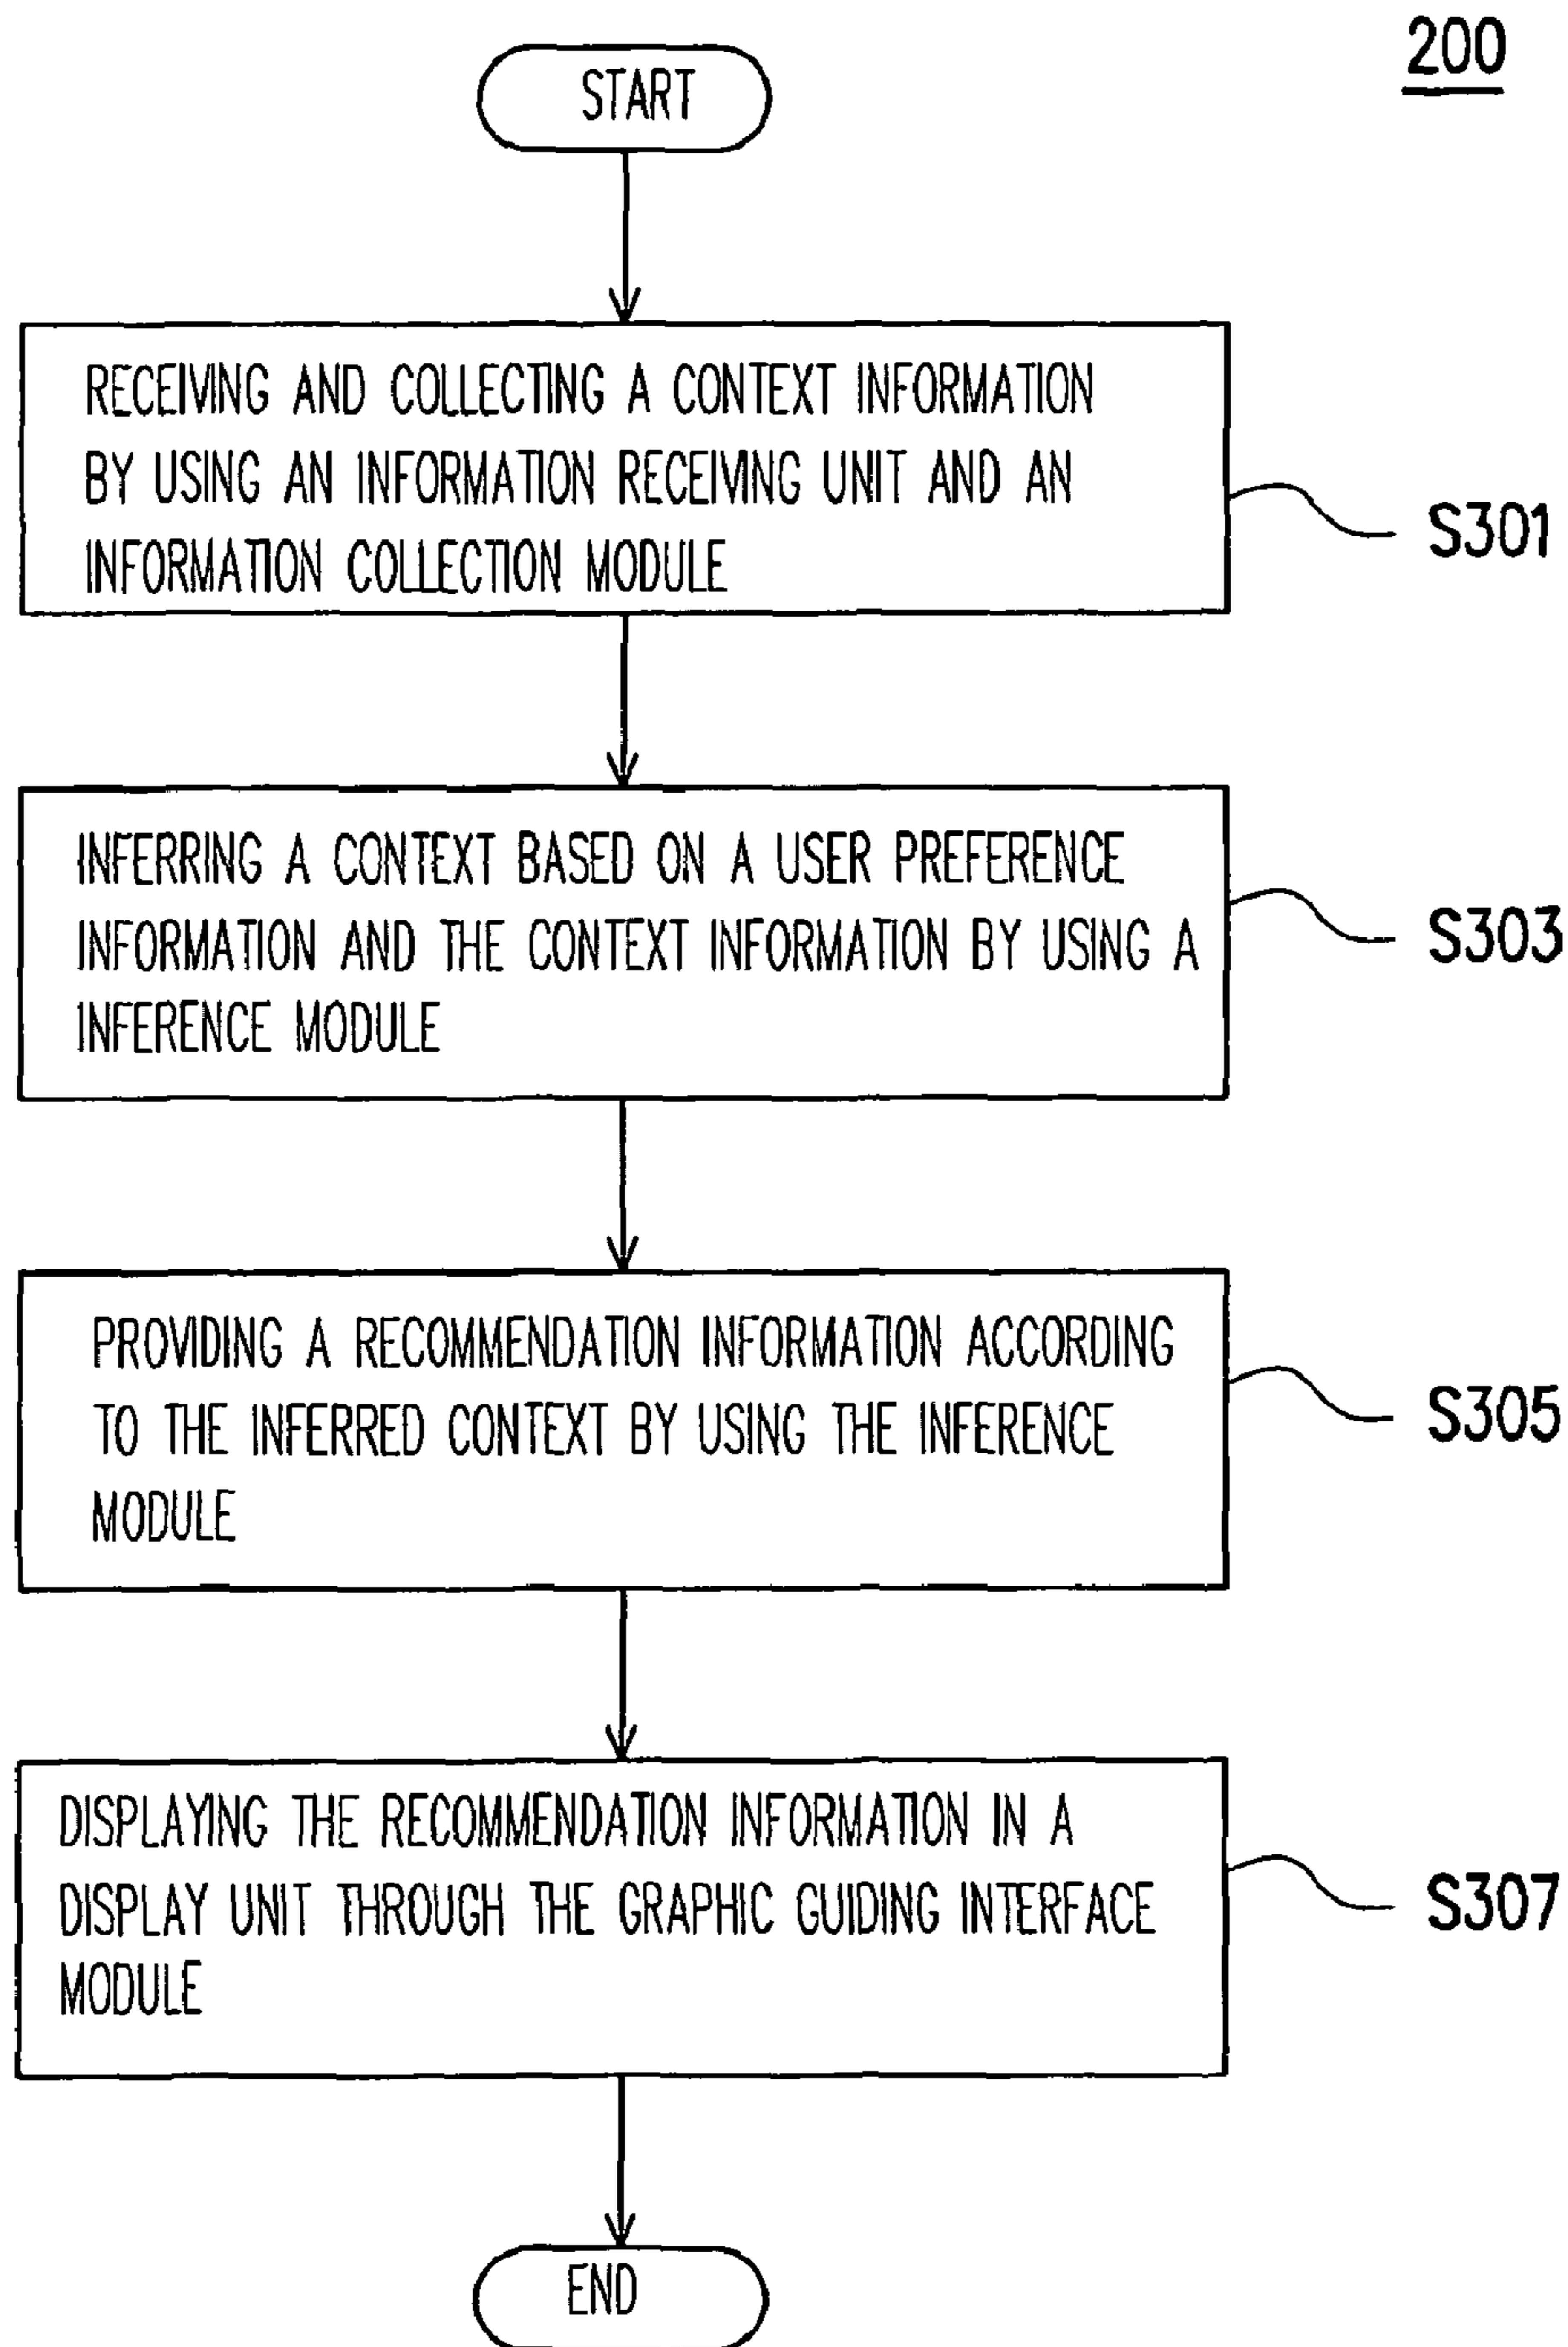 200
START
RECEIVING AND COLLECTING A CONTEXT INFORMATION
BY USING AN INFORMATION RECEIVING UNIT AND AN
INFORMATION COLLECTION MODULE
S301
INFERRING A CONTEXT BASED ON A USER PREFERENCE
INFORMATION AND THE CONTEXT INFORMATION BY USING A
INFERENCE MODULE
S303
PROVIDING A RECOMMENDATION INFORMATION ACCORDING
TO THE INFERRED CONTEXT BY USING THE INFERENCE
MODULE
S305
DISPLAYING THE RECOMMENDATION INFORMATION IN A
DISPLAY UNIT THROUGH THE GRAPHIC GUIDING INTERFACE
MODULE
S307
END